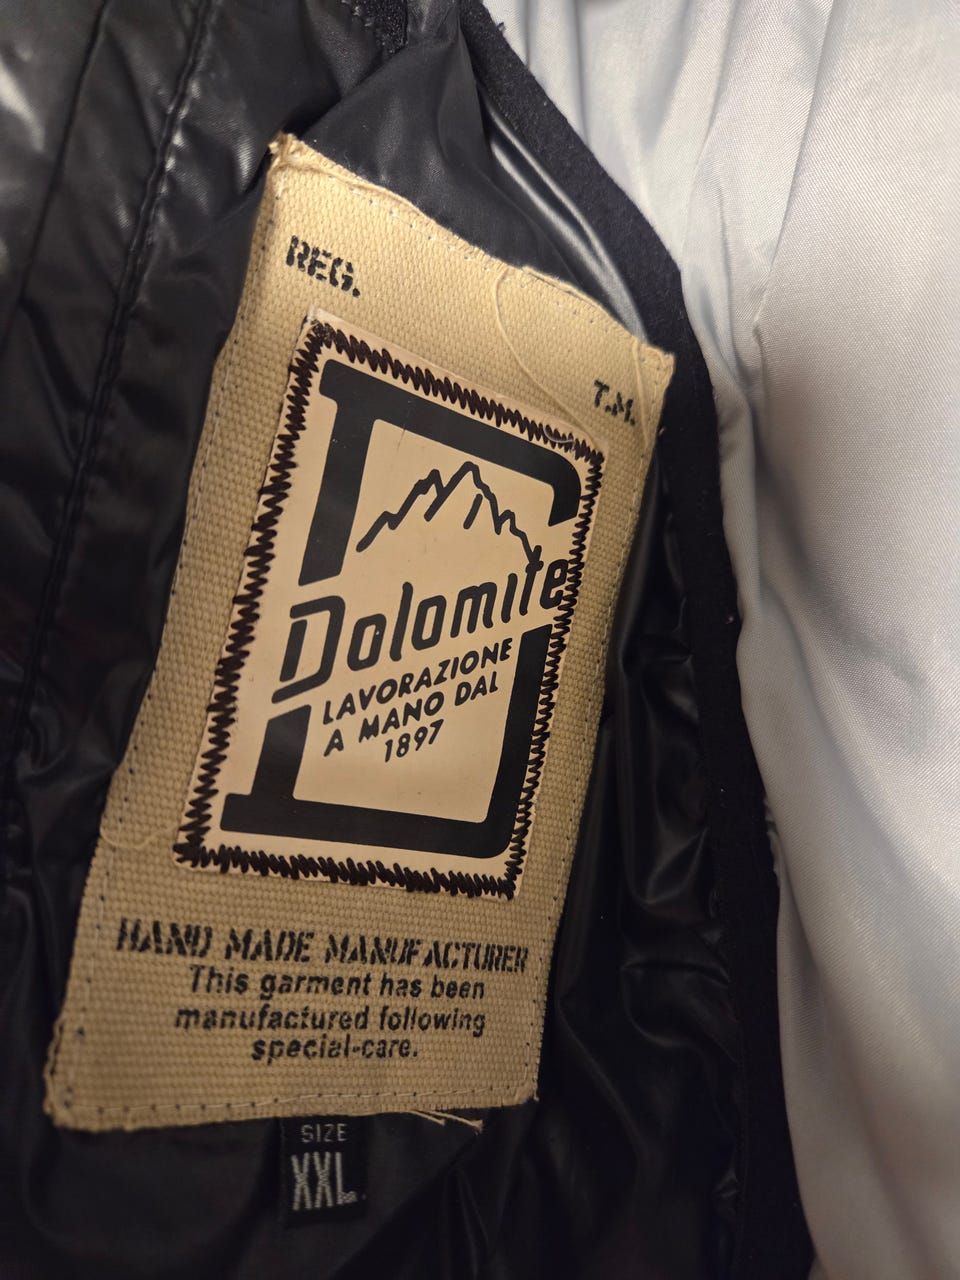 REG.
T.M.
Dolomite
LAVORAZIONE
A MANO DAL
1897
HAND MADE MANUFACTURER
This garment has been
manufactured following
special-care.
SIZE
XXL